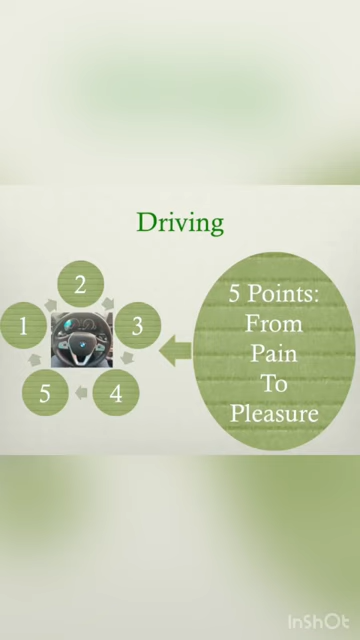 Driving
2
1
3
5
4
5 Points:
From
Pain
To
Pleasure
InShOt